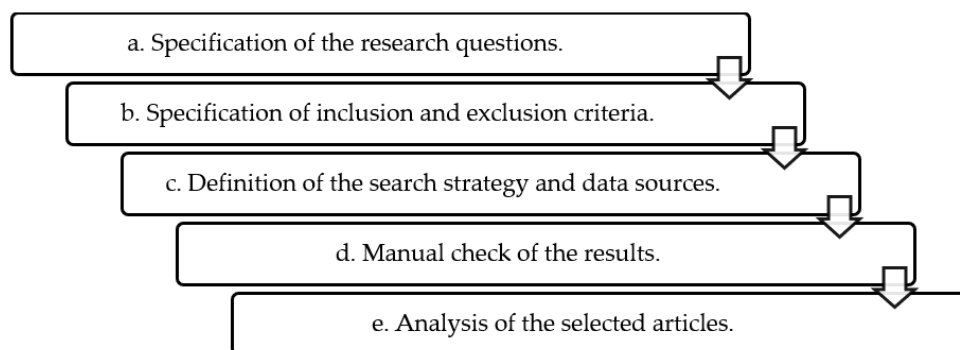 a. Specification of the research questions.
b. Specification of inclusion and exclusion criteria.
c. Definition of the search strategy and data sources.
d. Manual check of the results.
e. Analysis of the selected articles.